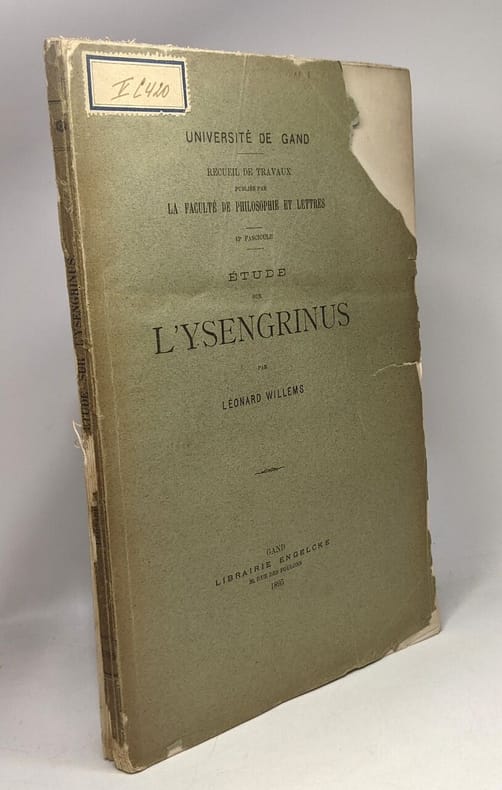 V C420
UNIVERSITÉ DE GAND
RECUEIL DE TRAVAUX
PUBLIÉS PAR
LA FACULTÉ DE PHILOSOPHIE ET LETTRES
FASCICULE
ÉTUDE
SUR
L'YSENGRINUS
PAR
LÉONARD WILLEMS
GAND
LIBRAIRIE ENGELCKE
RUE DES FOULONS
1895
ÉTUDE SUR L'YSENGRINUS